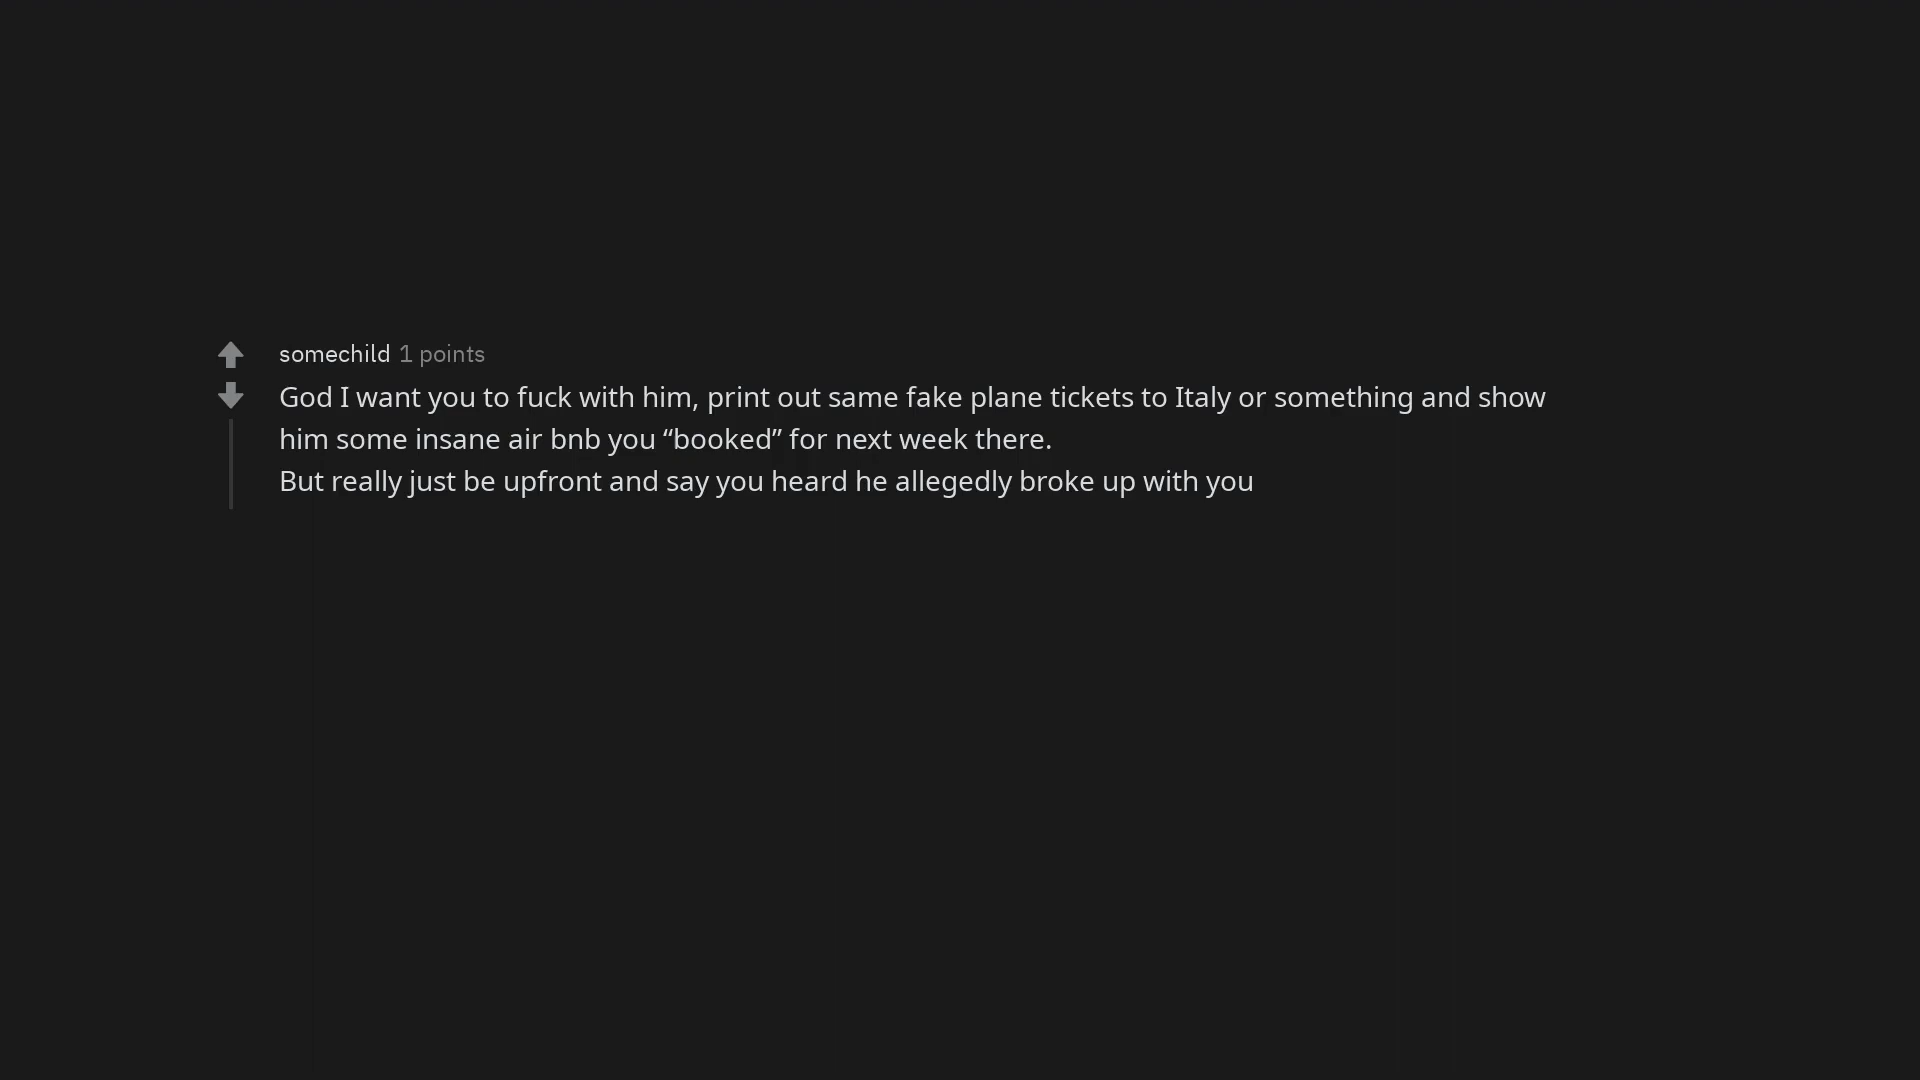 somechild 1 points
God I want you to fuck with him, print out same fake plane tickets to Italy or something and show
him some insane air bnb you “booked” for next week there.
But really just be upfront and say you heard he allegedly broke up with you